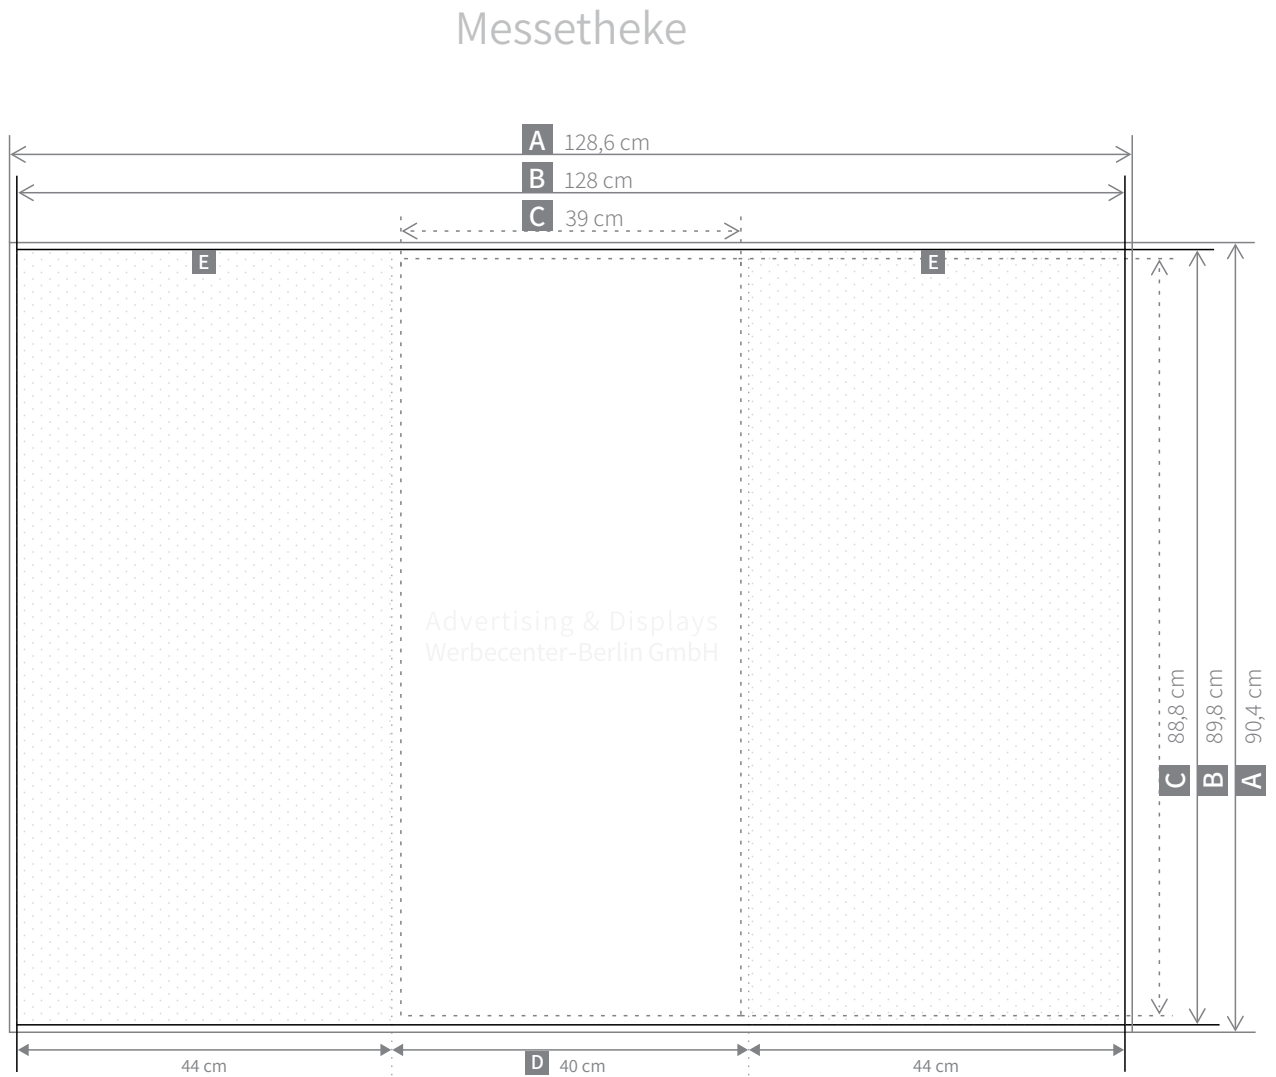 Messetheke
A 128,6 cm
B 128 cm
C 39 cm
E E
Advertising & Displays
Werbecenter-Berlin GmbH
C 88,8 cm
B 89,8 cm
A 90,4 cm
44 cm D 40 cm 44 cm